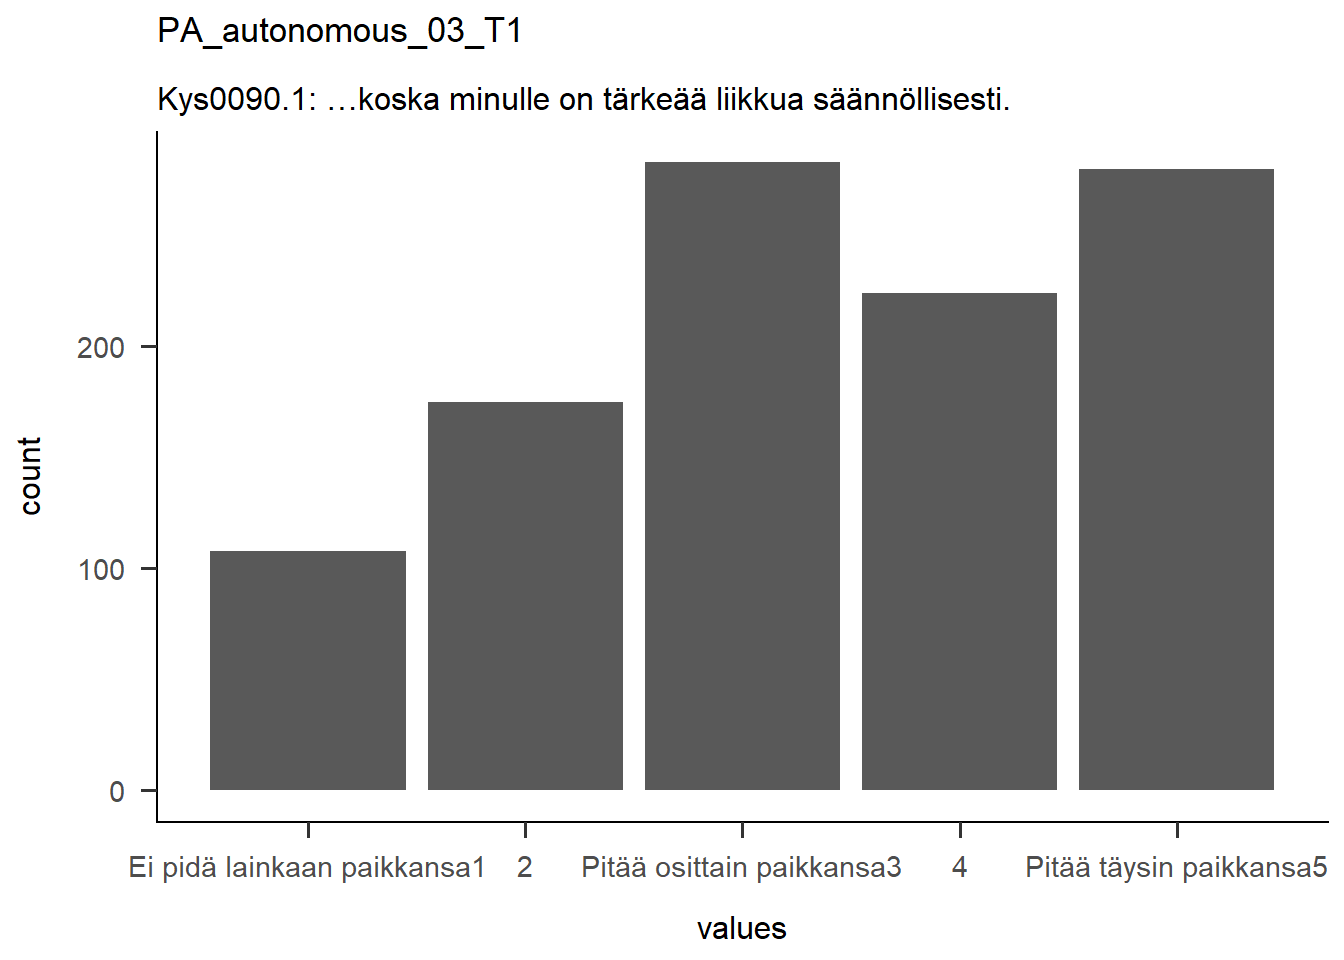 PA_autonomous_03_T1
Kys0090.1: …koska minulle on tärkeää liikkua säännöllisesti.
200
100
0
count
Ei pidä lainkaan paikkansa1 2 Pitää osittain paikkansa3 4 Pitää täysin paikkansa5
values